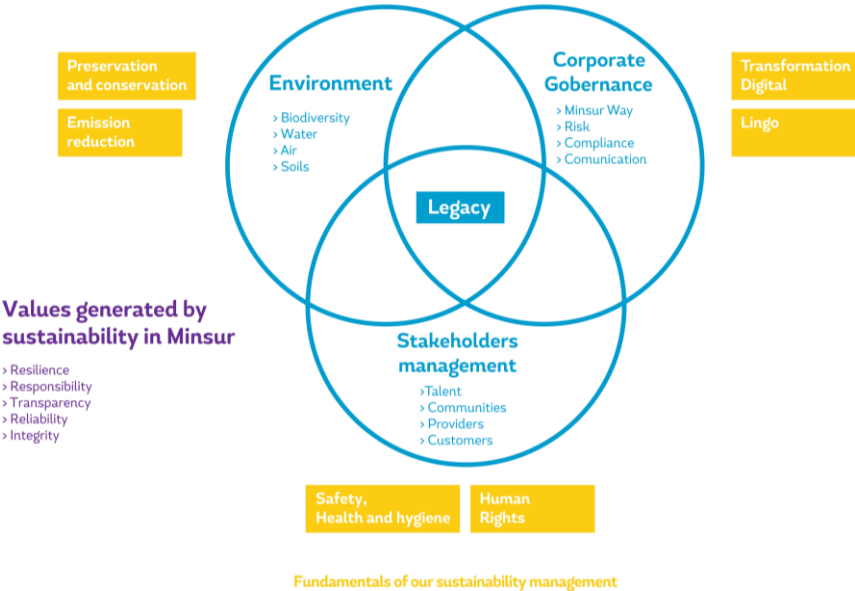 Preservation
and conservation
Emission
reduction
Environment
> Biodiversity
> Water
> Air
> Soils
Corporate
Gobernance
> Minsur Way
> Risk
> Compliance
> Comunication
Transformation
Digital
Lingo
Legacy
Values generated by
sustainability in Minsur
> Resilience
> Responsibility
> Transparency
> Reliability
> Integrity
Stakeholders
management
>Talent
> Communities
> Providers
> Customers
Safety,
Health and hygiene
Human
Rights
Fundamentals of our sustainability management